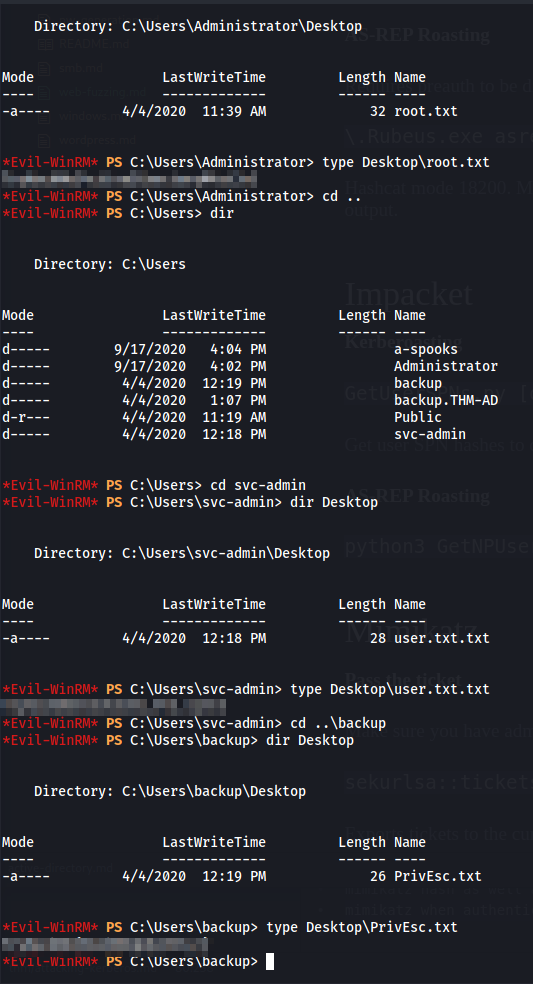 Directory: C:\Users\Administrator\Desktop
Mode                LastWriteTime         Length Name
----                -------------         ------ ----
-a----         4/4/2020  11:39 AM             32 root.txt
*Evil-WinRM* PS C:\Users\Administrator> type Desktop\root.txt
*Evil-WinRM* PS C:\Users\Administrator> cd ..
*Evil-WinRM* PS C:\Users> dir
    Directory: C:\Users
Mode                LastWriteTime         Length Name
----                -------------         ------ ----
d-----        9/17/2020   4:04 PM                a-spooks
d-----        9/17/2020   4:02 PM                Administrator
d-----         4/4/2020  12:19 PM                backup
d-----         4/4/2020   1:07 PM                backup.THM-AD
d-r---         4/4/2020  11:19 AM                Public
d-----         4/4/2020  12:18 PM                svc-admin
*Evil-WinRM* PS C:\Users> cd svc-admin
*Evil-WinRM* PS C:\Users\svc-admin> dir Desktop
    Directory: C:\Users\svc-admin\Desktop
Mode                LastWriteTime         Length Name
----                -------------         ------ ----
-a----         4/4/2020  12:18 PM             28 user.txt.txt
*Evil-WinRM* PS C:\Users\svc-admin> type Desktop\user.txt.txt
*Evil-WinRM* PS C:\Users\svc-admin> cd ..\backup
*Evil-WinRM* PS C:\Users\backup> dir Desktop
    Directory: C:\Users\backup\Desktop
Mode                LastWriteTime         Length Name
----                -------------         ------ ----
-a----         4/4/2020  12:19 PM             26 PrivEsc.txt
*Evil-WinRM* PS C:\Users\backup> type Desktop\PrivEsc.txt
*Evil-WinRM* PS C:\Users\backup>
AS-REP Roasting
Impacket
Kerberoasting
AS-REP Roasting
python3 GetNPUse
Mimikatz
Pass the ticket
sekurlsa::tickets